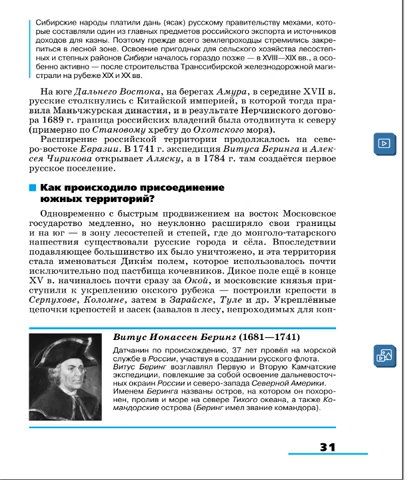 Сибирские народы платили дань (ясак) русскому правительству мехами, кото-
рые составляли один из главных предметов российского экспорта и источников
доходов для казны. Поэтому прежде всего землепроходцы стремились закре-
питься в лесной зоне. Освоение пригодных для сельского хозяйства лесостеп-
ных и степных районов Сибири началось гораздо позже — в XVIII—XIX вв., а осо-
бенно активно — после строительства Транссибирской железнодорожной маги-
страли на рубеже XIX и XX вв.
На юге Дальнего Востока, на берегах Амура, в середине XVII в.
русские столкнулись с Китайской империей, в которой тогда пра-
вила Маньчжурская династия, и в результате Нерчинского догово-
ра 1689 г. граница российских владений была отодвинута к северу
(примерно по Становому хребту до Охотского моря).
Расширение российской территории продолжалось на севе-
ро-востоке Евразии. В 1741 г. экспедиция Витуса Беринга и Алек-
сея Чирикова открывает Аляску, а в 1784 г. там создаётся первое
русское поселение.
Как происходило присоединение
южных территорий?
Одновременно с быстрым продвижением на восток Московское
государство медленно, но неуклонно расширяло свои границы
и на юг — в зону лесостепей и степей, где до монголо-татарского
нашествия существовали русские города и сёла. Впоследствии
подавляющее большинство их было уничтожено, и эта территория
стала именоваться Диким полем, которое использовалось почти
исключительно под пастбища кочевников. Дикое поле ещё в конце
XV в. начиналось почти сразу за Окой, и московские князья при-
ступили к укреплению окского рубежа — построили крепости в
Серпухове, Коломне, затем в Зарайске, Туле и др. Укреплённые
цепочки крепостей и засек (завалов в лесу, непроходимых для кон-
Витус Ионассен Беринг (1681—1741)
Датчанин по происхождению, 37 лет провёл на морской
службе в России, участвуя в создании русского флота.
Витус Беринг возглавлял Первую и Вторую Камчатские
экспедиции, повлекшие за собой освоение дальневосточ-
ных окраин России и северо-запада Северной Америки.
Именем Беринга названы остров, на котором он похоро-
нен, пролив и море на севере Тихого океана, а также Ко-
мандорские острова (Беринг имел звание командора).
31